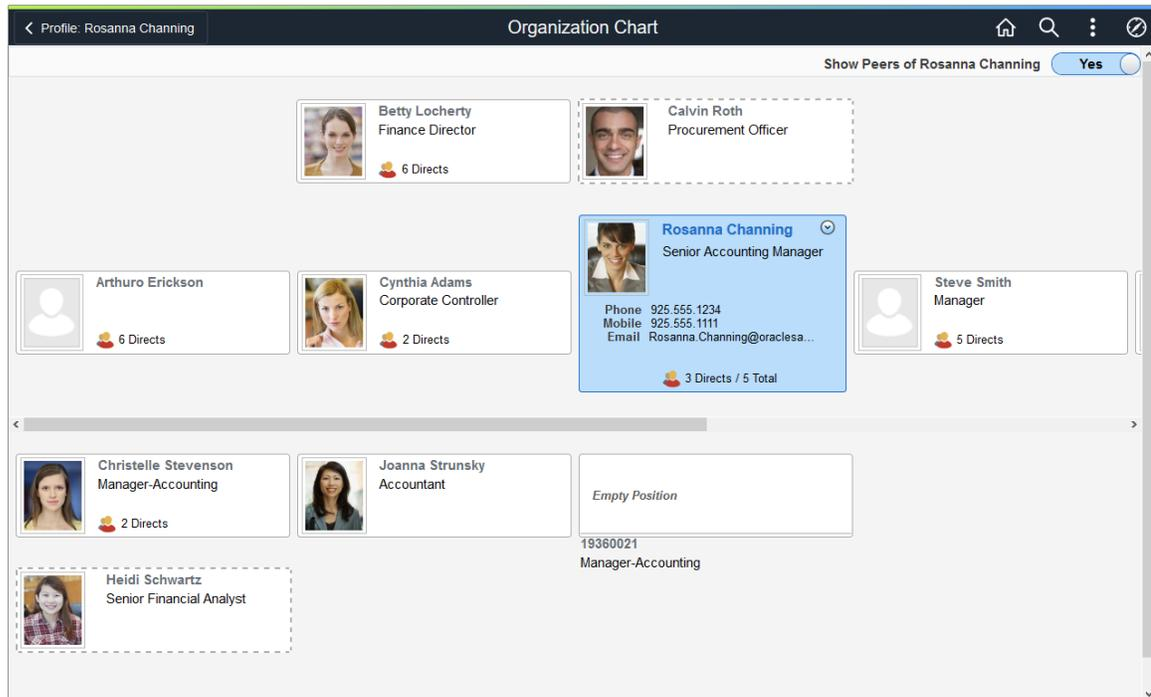 Profile: Rosanna Channing
Organization Chart
Show Peers of Rosanna Channing
Yes
Betty Locherty
Finance Director
6 Directs
Calvin Roth
Procurement Officer
Arthuro Erickson
6 Directs
Cynthia Adams
Corporate Controller
2 Directs
Rosanna Channing
Senior Accounting Manager
Phone 925.555.1234
Mobile 925.555.1111
Email Rosanna.Channing@oraclesa...
3 Directs / 5 Total
Steve Smith
Manager
5 Directs
Christelle Stevenson
Manager-Accounting
2 Directs
Joanna Strunsky
Accountant
Empty Position
19360021
Manager-Accounting
Heidi Schwartz
Senior Financial Analyst